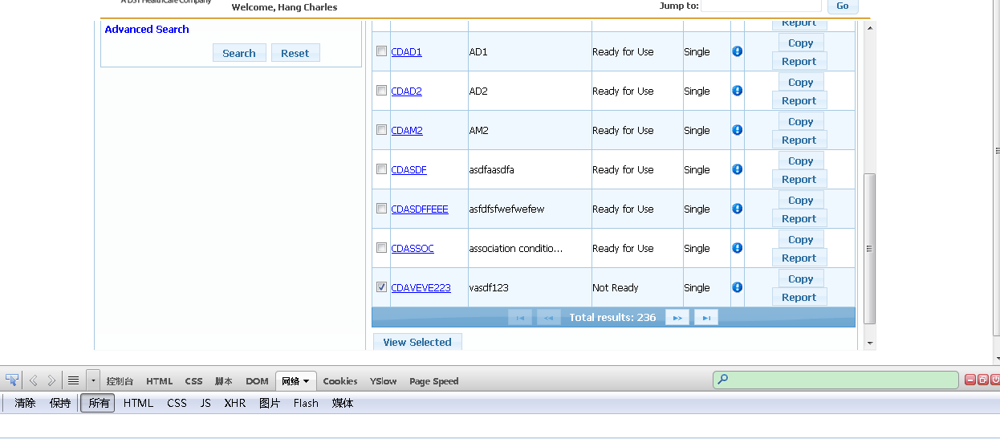 A DST HealthCare Company
Welcome, Hang Charles
Jump to:
Go
Advanced Search
Search Reset
Report
CDAD1 AD1 Ready for Use Single Copy Report
CDAD2 AD2 Ready for Use Single Copy Report
CDAM2 AM2 Ready for Use Single Copy Report
CDASDF asdfaasdfa Ready for Use Single Copy Report
CDASDFFEEE asfdfsfwefwefew Ready for Use Single Copy Report
CDASSOC association conditio... Ready for Use Single Copy Report
CDAVEVE223 vasdf123 Not Ready Single Copy Report
Total results: 236
View Selected
控制台 HTML CSS 脚本 DOM 网络 Cookies YSlow Page Speed
清除 保持 所有 HTML CSS JS XHR 图片 Flash 媒体